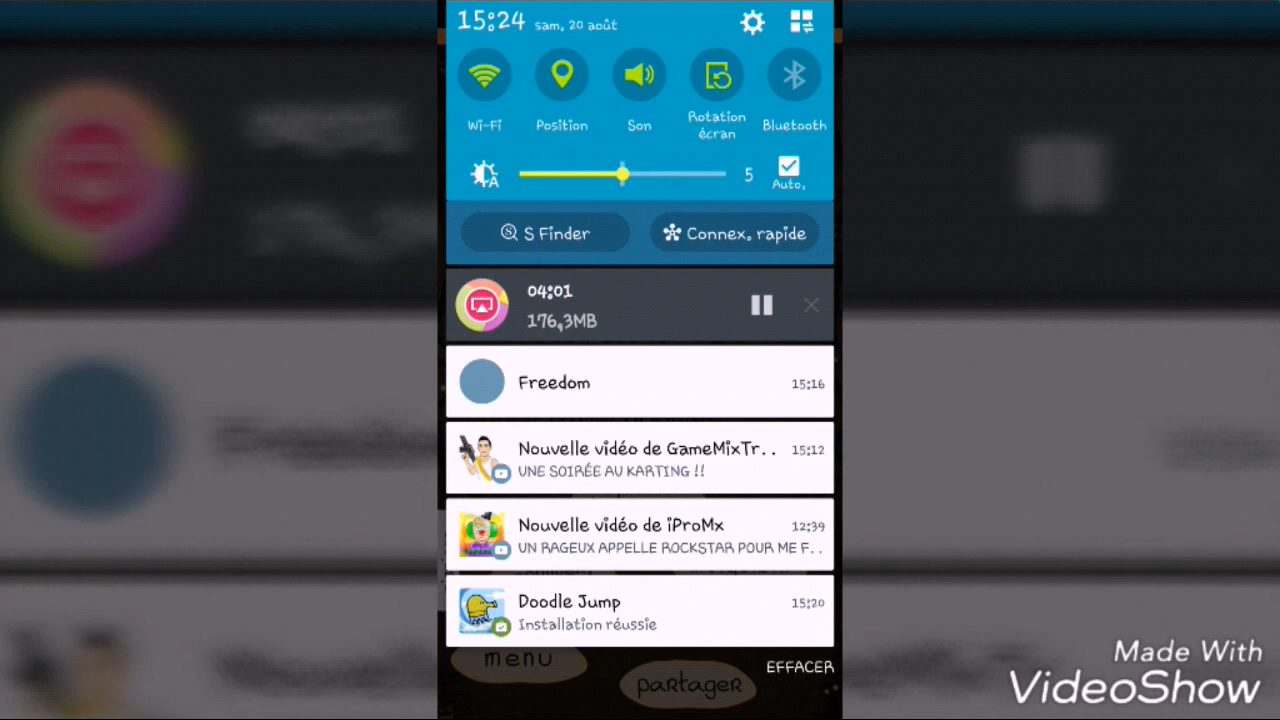 15:24 sam. 20 août
Wi-Fi
Position
Son
Rotation
écran
Bluetooth
A
5
Auto.
S Finder
Connex. rapide
04:01
176,3MB
Freedom
15:16
Nouvelle vidéo de GameMixTr..
15:12
UNE SOIRÉE AU KARTING !!
Nouvelle vidéo de iProMx
12:39
UN RAGEUX APPELLE ROCKSTAR POUR ME F..
Doodle Jump
15:20
Installation réussie
menu
EFFACER
partager
Made With
VideoShow